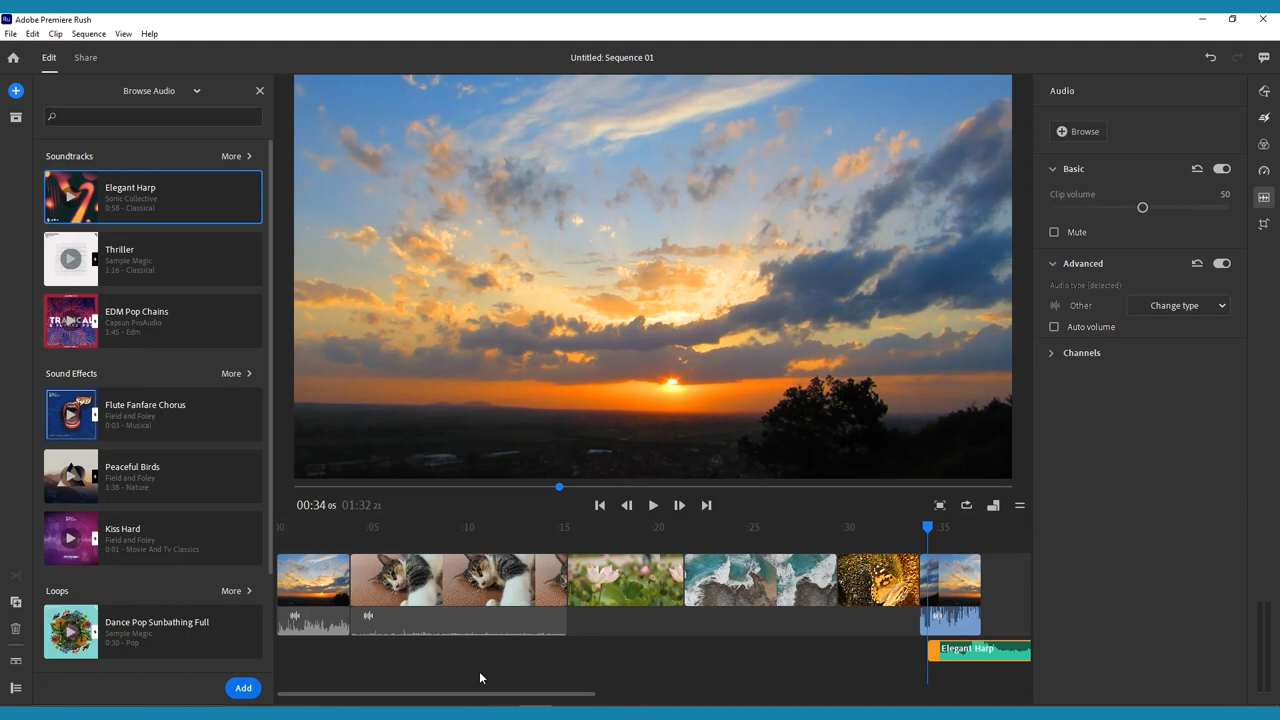 Ru Adobe Premiere Rush
File Edit Clip Sequence View Help
Edit Share Untitled: Sequence 01
Browse Audio
Soundtracks More
Elegant Harp
Sonic Collective
0:58 - Classical
Thriller
Sample Magic
1:16 - Classical
EDM Pop Chains
Capsun ProAudio
1:45 - Edm
Sound Effects More
Flute Fanfare Chorus
Field and Foley
0:03 - Musical
Peaceful Birds
Field and Foley
1:38 - Nature
Kiss Hard
Field and Foley
0:01 - Movie And Tv Classics
Loops More
Dance Pop Sunbathing Full
Sample Magic
0:30 - Pop
Add
00:34 05 01:32 21
:05 :10 :15 :20 :25 :30 :35
Elegant Harp
Audio
Browse
Basic
Clip volume 50
Mute
Advanced
Audio type (detected)
Other Change type
Auto volume
Channels